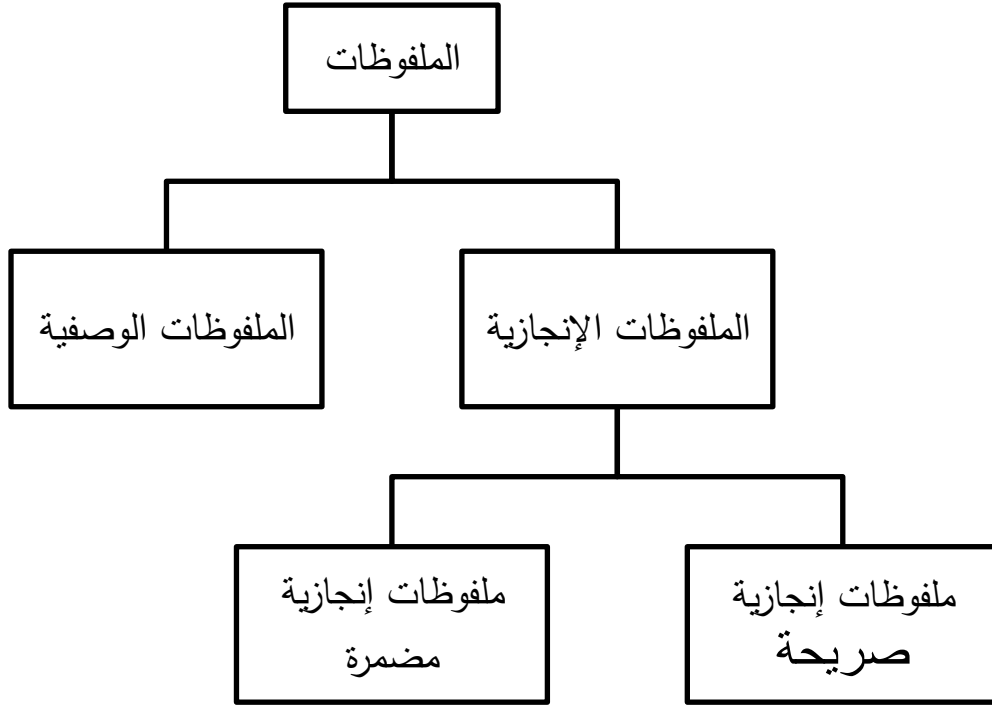 الملفوظات
الملفوظات الإنجازية
الملفوظات الوصفية
ملفوظات إنجازية
صريحة
ملفوظات إنجازية
مضمرة